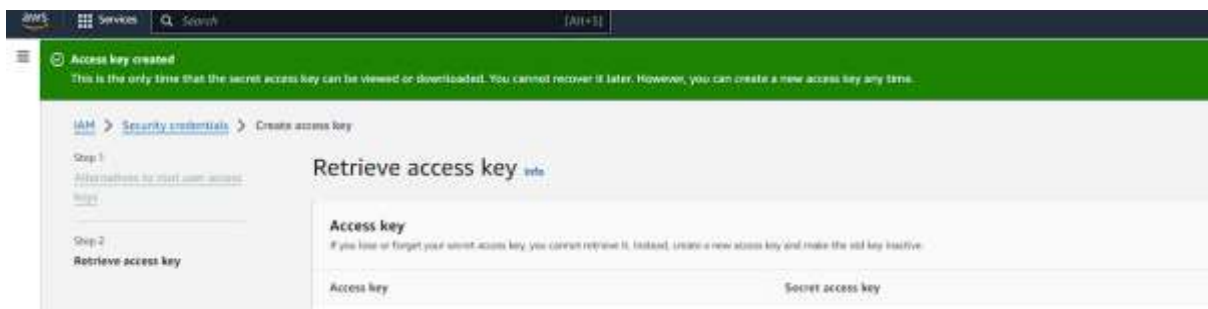 aws Services Search [Alt+S]
Access key created
This is the only time that the secret access key can be viewed or downloaded. You cannot recover it later. However, you can create a new access key any time.
IAM > Security credentials > Create access key
Step 1
Alternatives to root user access
keys
Retrieve access key Info
Access key
If you lose or forget your secret access key, you cannot retrieve it. Instead, create a new access key and make the old key inactive.
Step 2
Retrieve access key
Access key Secret access key